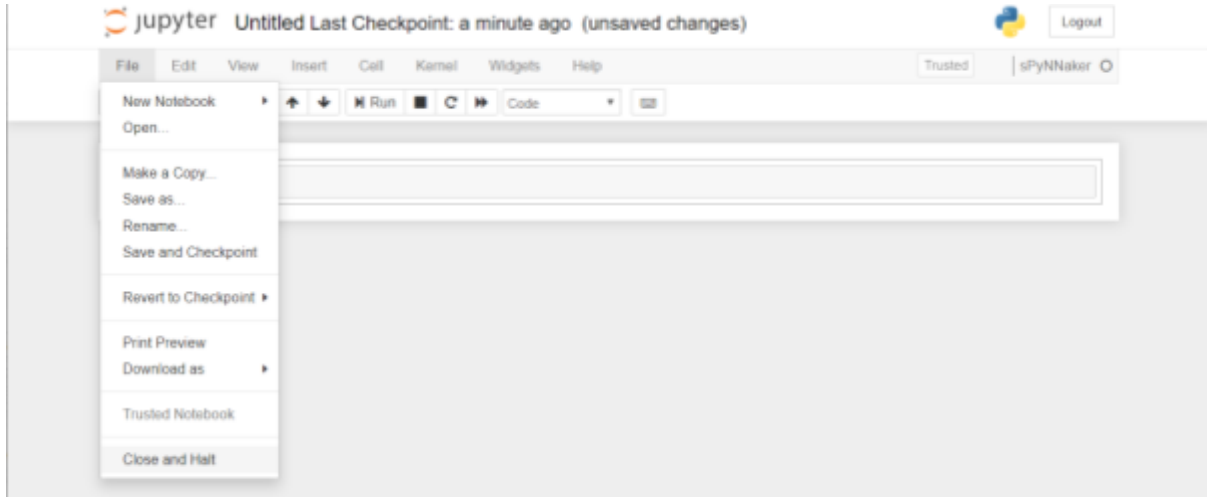 jupyter Untitled Last Checkpoint: a minute ago (unsaved changes) Logout
File Edit View Insert Cell Kernel Widgets Help Trusted sPyNNaker
Run Code
New Notebook
Open...
Make a Copy...
Save as...
Rename...
Save and Checkpoint
Revert to Checkpoint
Print Preview
Download as
Trusted Notebook
Close and Halt